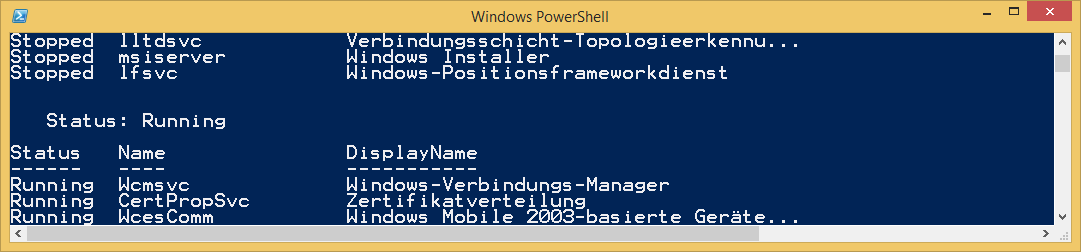 Windows PowerShell
Stopped  lltdsvc            Verbindungsschicht-Topologieerkennu...
Stopped  msiserver          Windows Installer
Stopped  lfsvc              Windows-Positionsframeworkdienst
   Status: Running
Status   Name               DisplayName
------   ----               -----------
Running  Wcmsvc             Windows-Verbindungs-Manager
Running  CertPropSvc        Zertifikatverteilung
Running  WcesComm           Windows Mobile 2003-basierte Geräte...